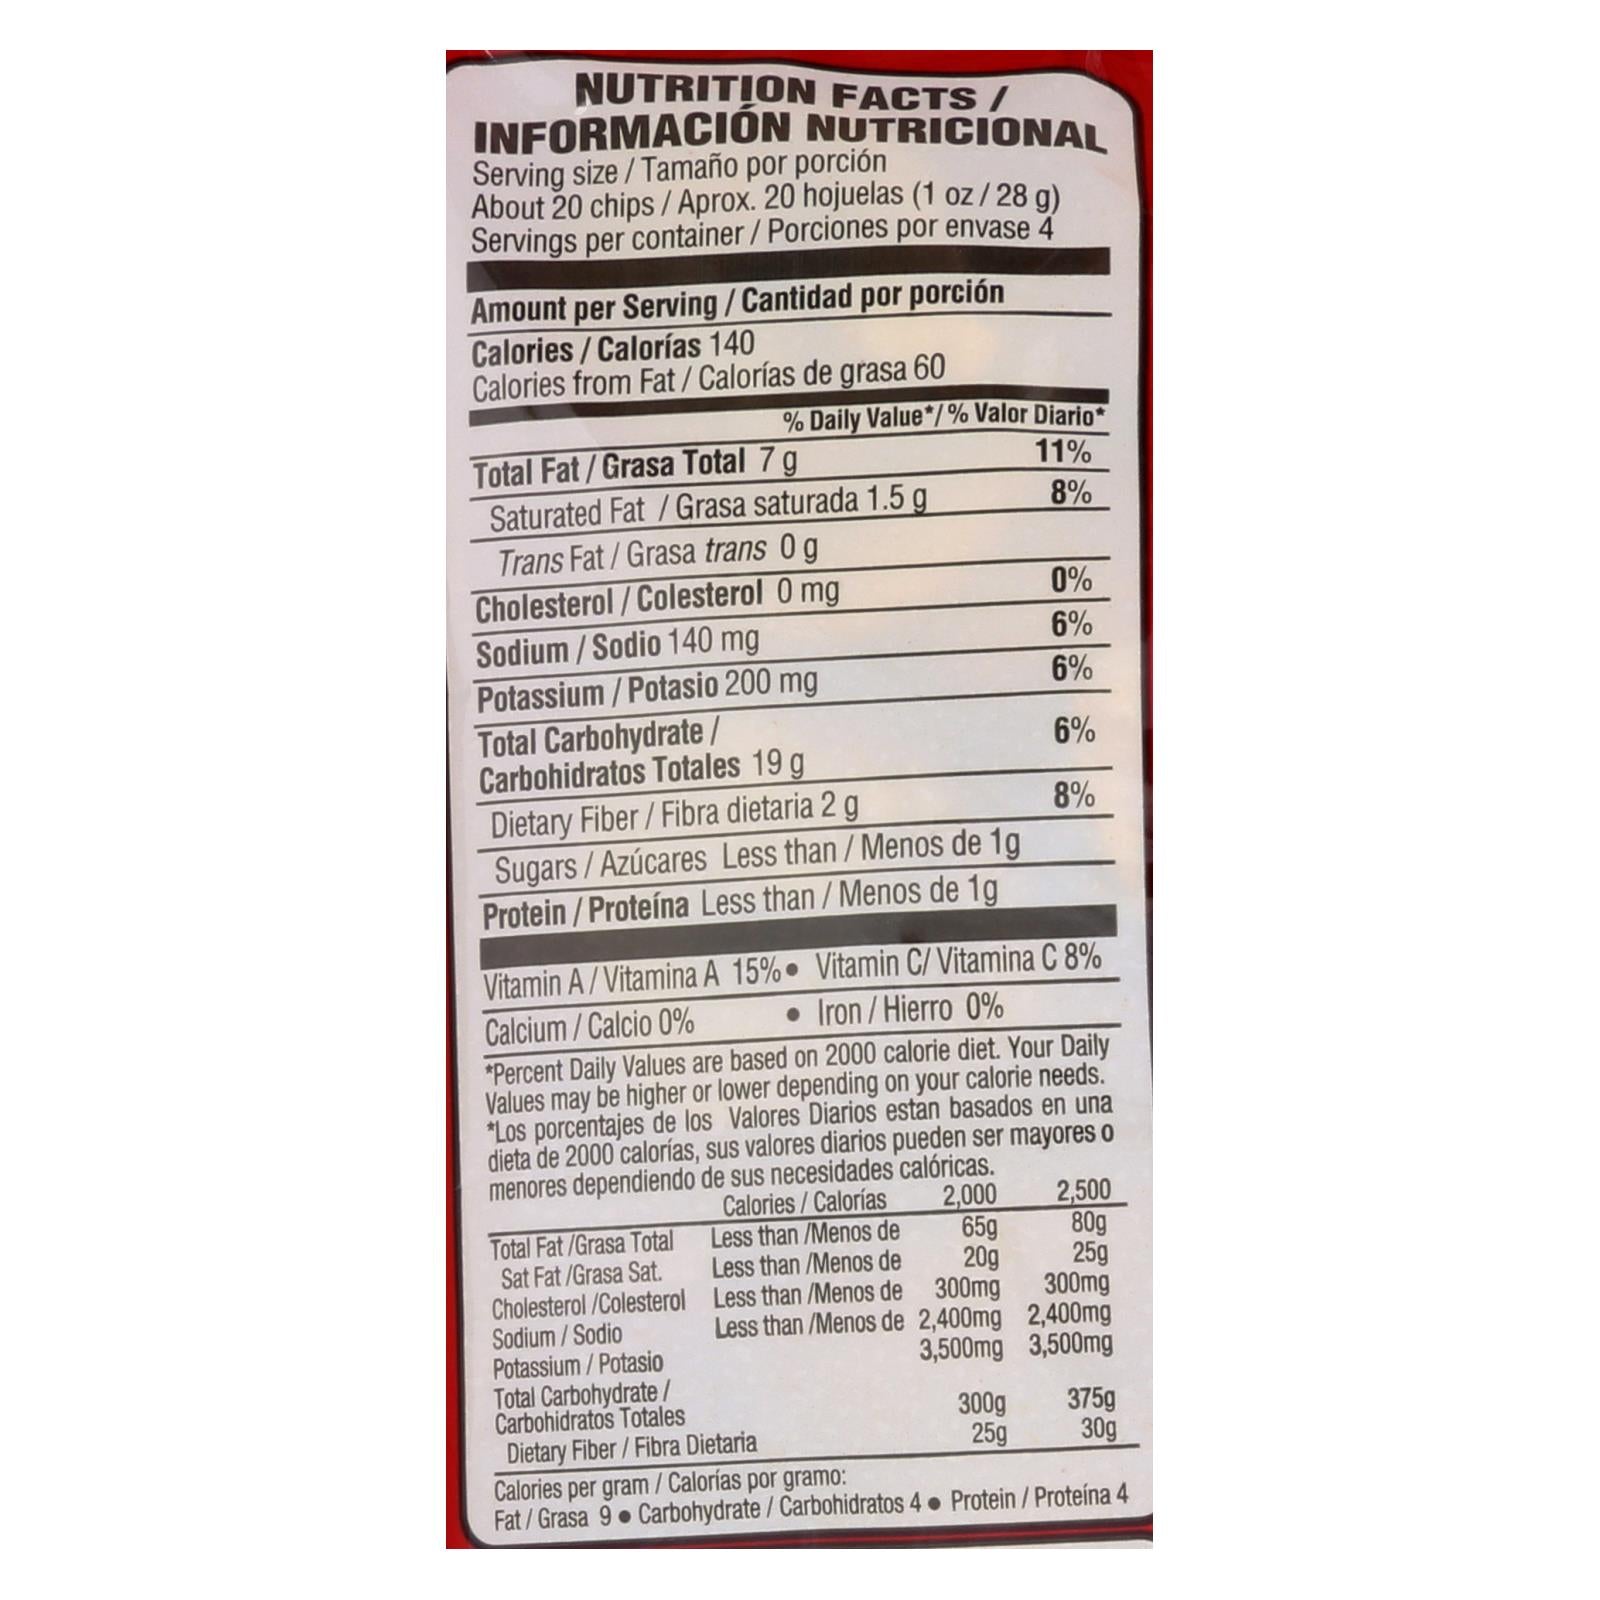 NUTRITION FACTS /
INFORMACIÓN NUTRICIONAL
Serving size / Tamaño por porción
About 20 chips / Aprox. 20 hojuelas (1 oz / 28 g)
Servings per container / Porciones por envase 4
Amount per Serving / Cantidad por porción
Calories / Calorías 140
Calories from Fat / Calorías de grasa 60
% Daily Value*/ % Valor Diario*
Total Fat / Grasa Total 7 g 11%
Saturated Fat / Grasa saturada 1.5 g 8%
Trans Fat / Grasa trans 0 g
Cholesterol / Colesterol 0 mg 0%
Sodium / Sodio 140 mg 6%
Potassium / Potasio 200 mg 6%
Total Carbohydrate /
Carbohidratos Totales 19 g 6%
Dietary Fiber / Fibra dietaria 2 g 8%
Sugars / Azúcares Less than / Menos de 1g
Protein / Proteína Less than / Menos de 1g
Vitamin A / Vitamina A 15% • Vitamin C/ Vitamina C 8%
Calcium / Calcio 0% • Iron / Hierro 0%
*Percent Daily Values are based on 2000 calorie diet. Your Daily
Values may be higher or lower depending on your calorie needs.
*Los porcentajes de los Valores Diarios estan basados en una
dieta de 2000 calorías, sus valores diarios pueden ser mayores o
menores dependiendo de sus necesidades calóricas.
Calories / Calorías 2,000 2,500
Total Fat /Grasa Total Less than /Menos de 65g 80g
Sat Fat /Grasa Sat. Less than /Menos de 20g 25g
Cholesterol /Colesterol Less than /Menos de 300mg 300mg
Sodium / Sodio Less than /Menos de 2,400mg 2,400mg
Potassium / Potasio 3,500mg 3,500mg
Total Carbohydrate /
Carbohidratos Totales 300g 375g
Dietary Fiber / Fibra Dietaria 25g 30g
Calories per gram / Calorías por gramo:
Fat / Grasa 9 • Carbohydrate / Carbohidratos 4 • Protein / Proteína 4